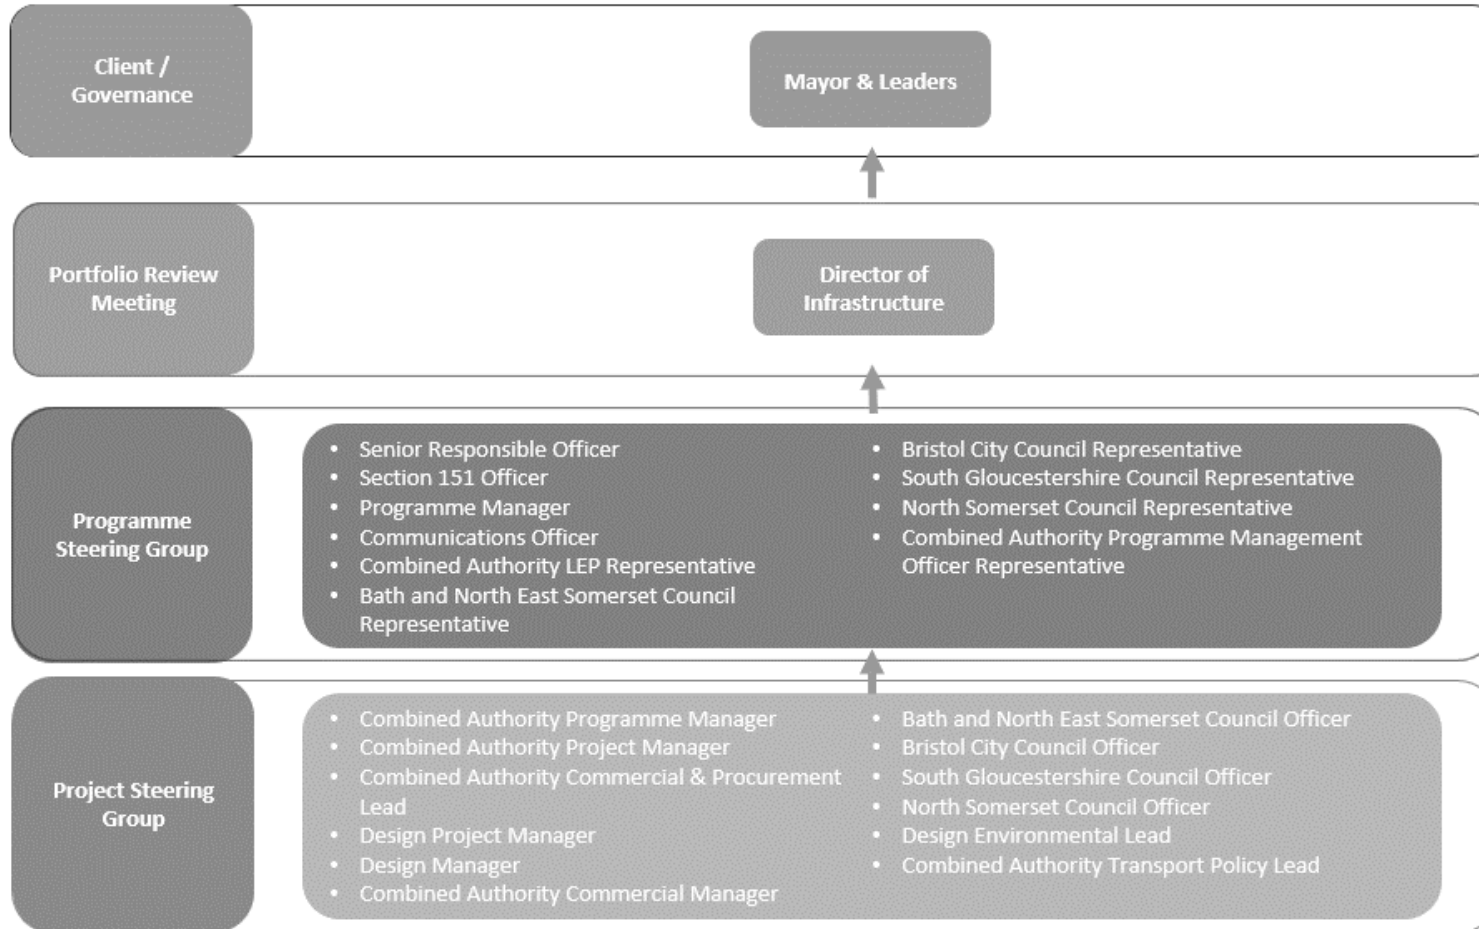 Client /
Governance
Mayor & Leaders
Portfolio Review
Meeting
Director of
Infrastructure
Programme
Steering Group
• Senior Responsible Officer
• Section 151 Officer
• Programme Manager
• Communications Officer
• Combined Authority LEP Representative
• Bath and North East Somerset Council
Representative
• Bristol City Council Representative
• South Gloucestershire Council Representative
• North Somerset Council Representative
• Combined Authority Programme Management
Officer Representative
Project Steering
Group
• Combined Authority Programme Manager
• Combined Authority Project Manager
• Combined Authority Commercial & Procurement
Lead
• Design Project Manager
• Design Manager
• Combined Authority Commercial Manager
• Bath and North East Somerset Council Officer
• Bristol City Council Officer
• South Gloucestershire Council Officer
• North Somerset Council Officer
• Design Environmental Lead
• Combined Authority Transport Policy Lead